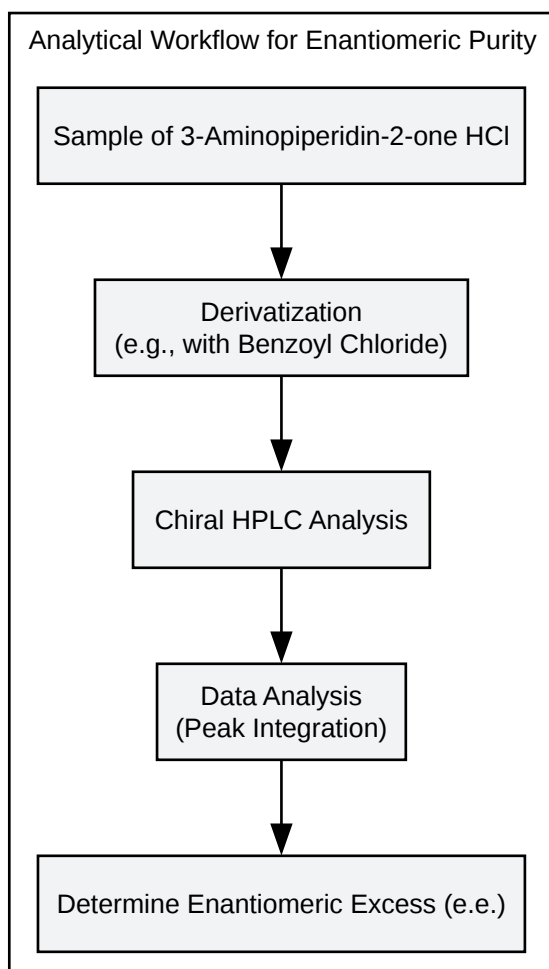 Analytical Workflow for Enantiomeric Purity
Sample of 3-Aminopiperidin-2-one HCl
Derivatization
(e.g., with Benzoyl Chloride)
Chiral HPLC Analysis
Data Analysis
(Peak Integration)
Determine Enantiomeric Excess (e.e.)